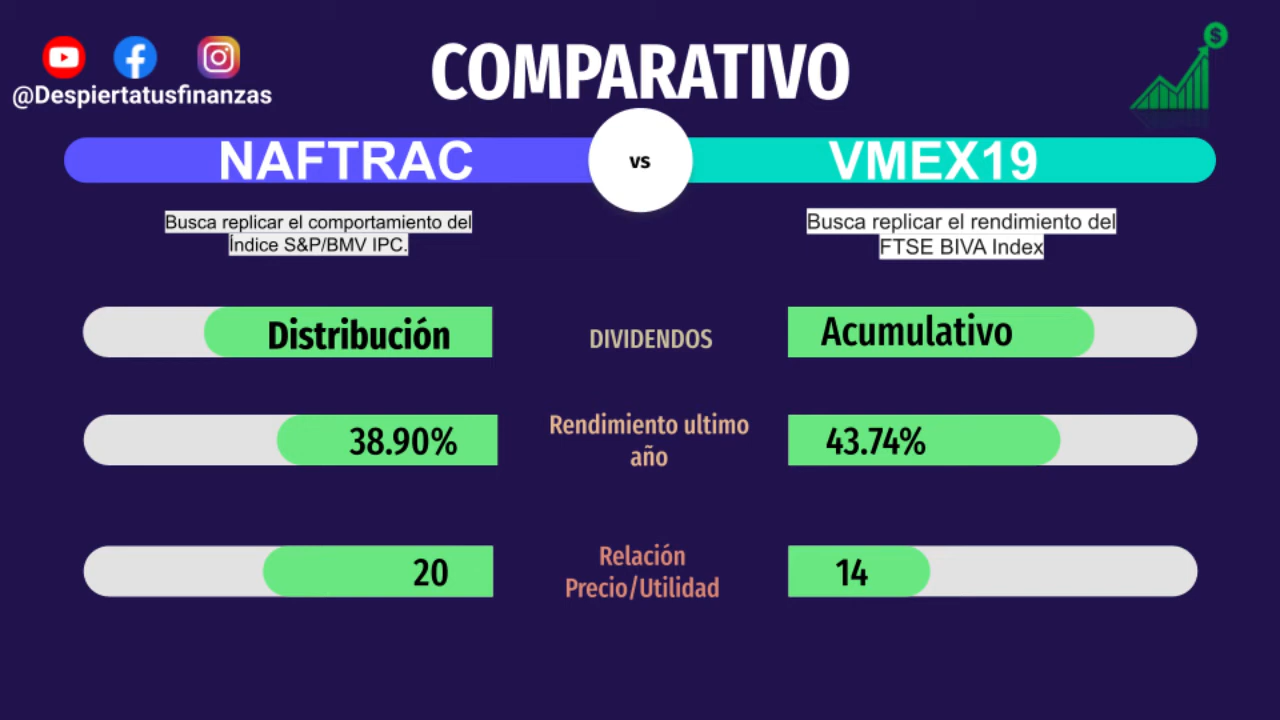 @Despiertatusfinanzas
COMPARATIVO
NAFTRAC
vs
VMEX19
Busca replicar el comportamiento del
Índice S&P/BMV IPC.
Busca replicar el rendimiento del
FTSE BIVA Index
Distribución
DIVIDENDOS
Acumulativo
38.90%
Rendimiento ultimo
año
43.74%
20
Relación
Precio/Utilidad
14
$